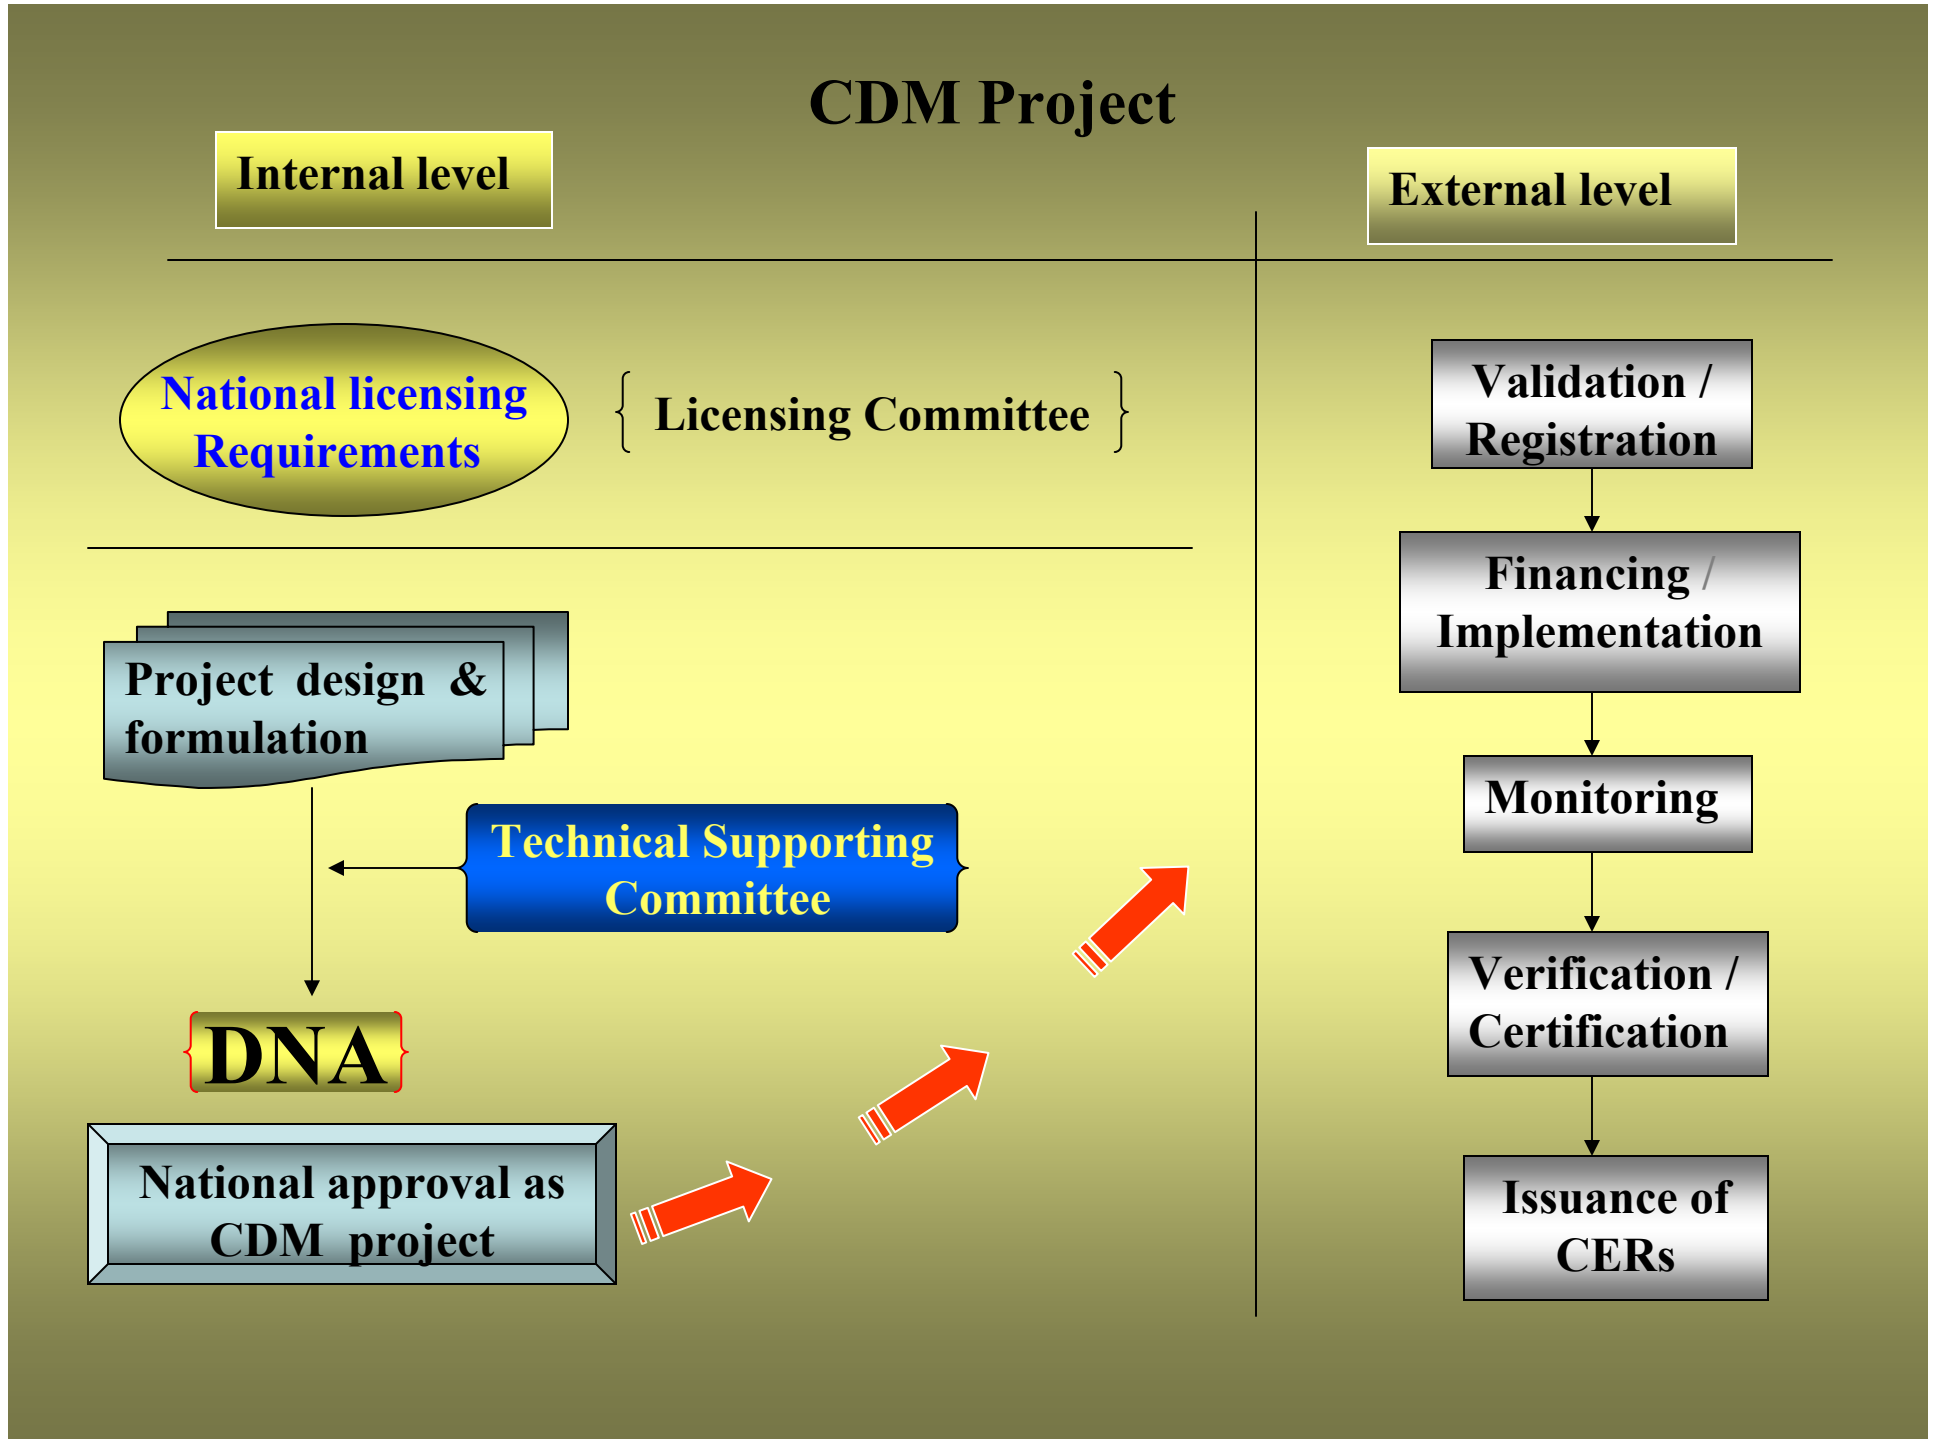 CDM Project
Internal level
External level
National licensing
Requirements
Licensing Committee
Project design &
formulation
Technical Supporting
Committee
DNA
National approval as
CDM project
Validation /
Registration
Financing /
Implementation
Monitoring
Verification /
Certification
Issuance of
CERs